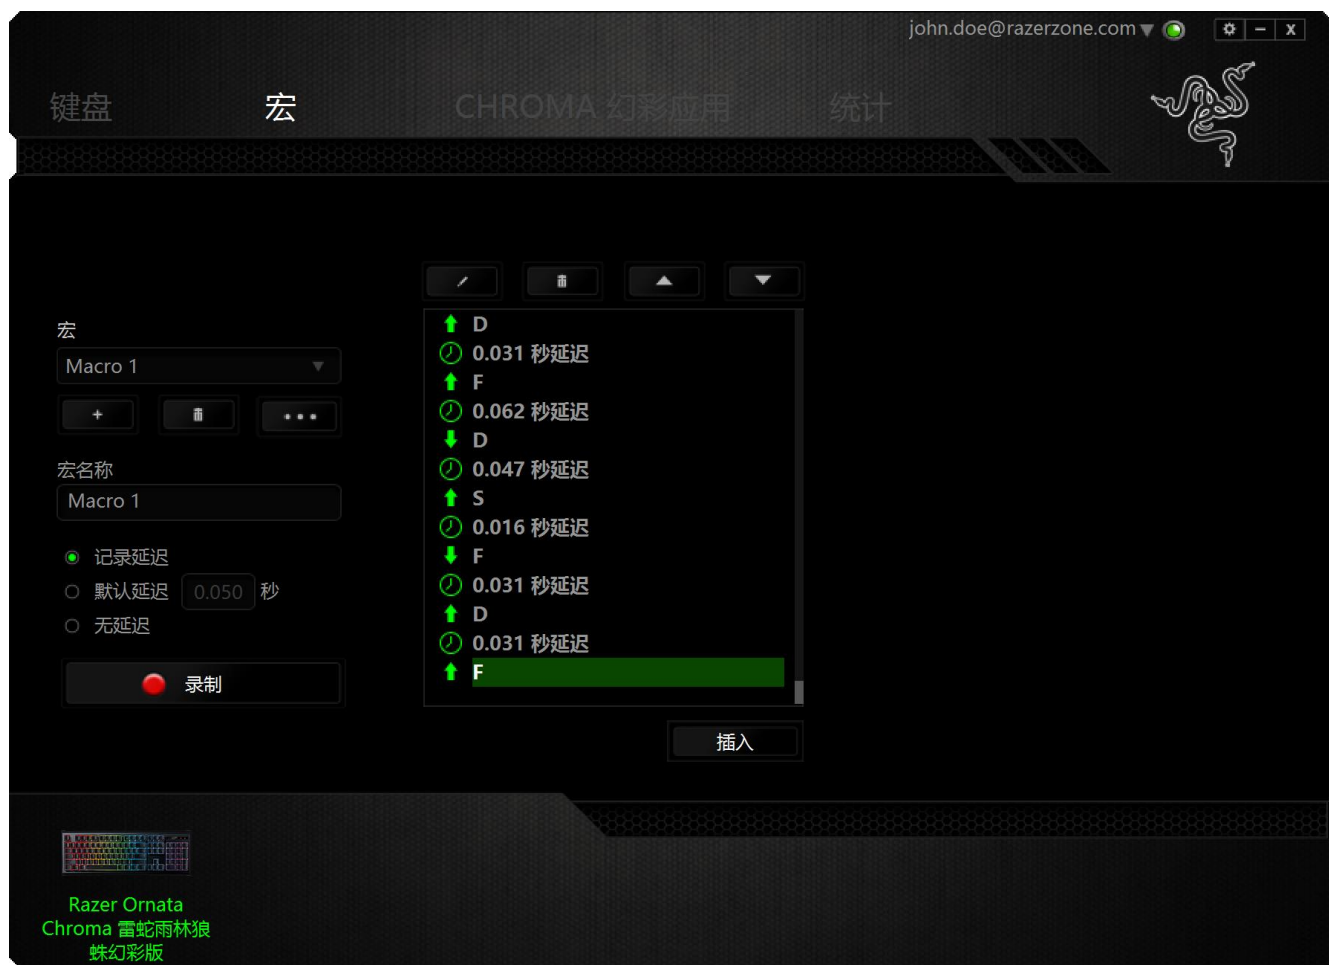 john.doe@razerzone.com
键盘
宏
CHROMA 幻彩应用
统计
宏
Macro 1
宏名称
Macro 1
记录延迟
默认延迟 0.050 秒
无延迟
录制
D
0.031 秒延迟
F
0.062 秒延迟
D
0.047 秒延迟
S
0.016 秒延迟
F
0.031 秒延迟
D
0.031 秒延迟
F
插入
Razer Ornata
Chroma 雷蛇雨林狼
蛛幻彩版